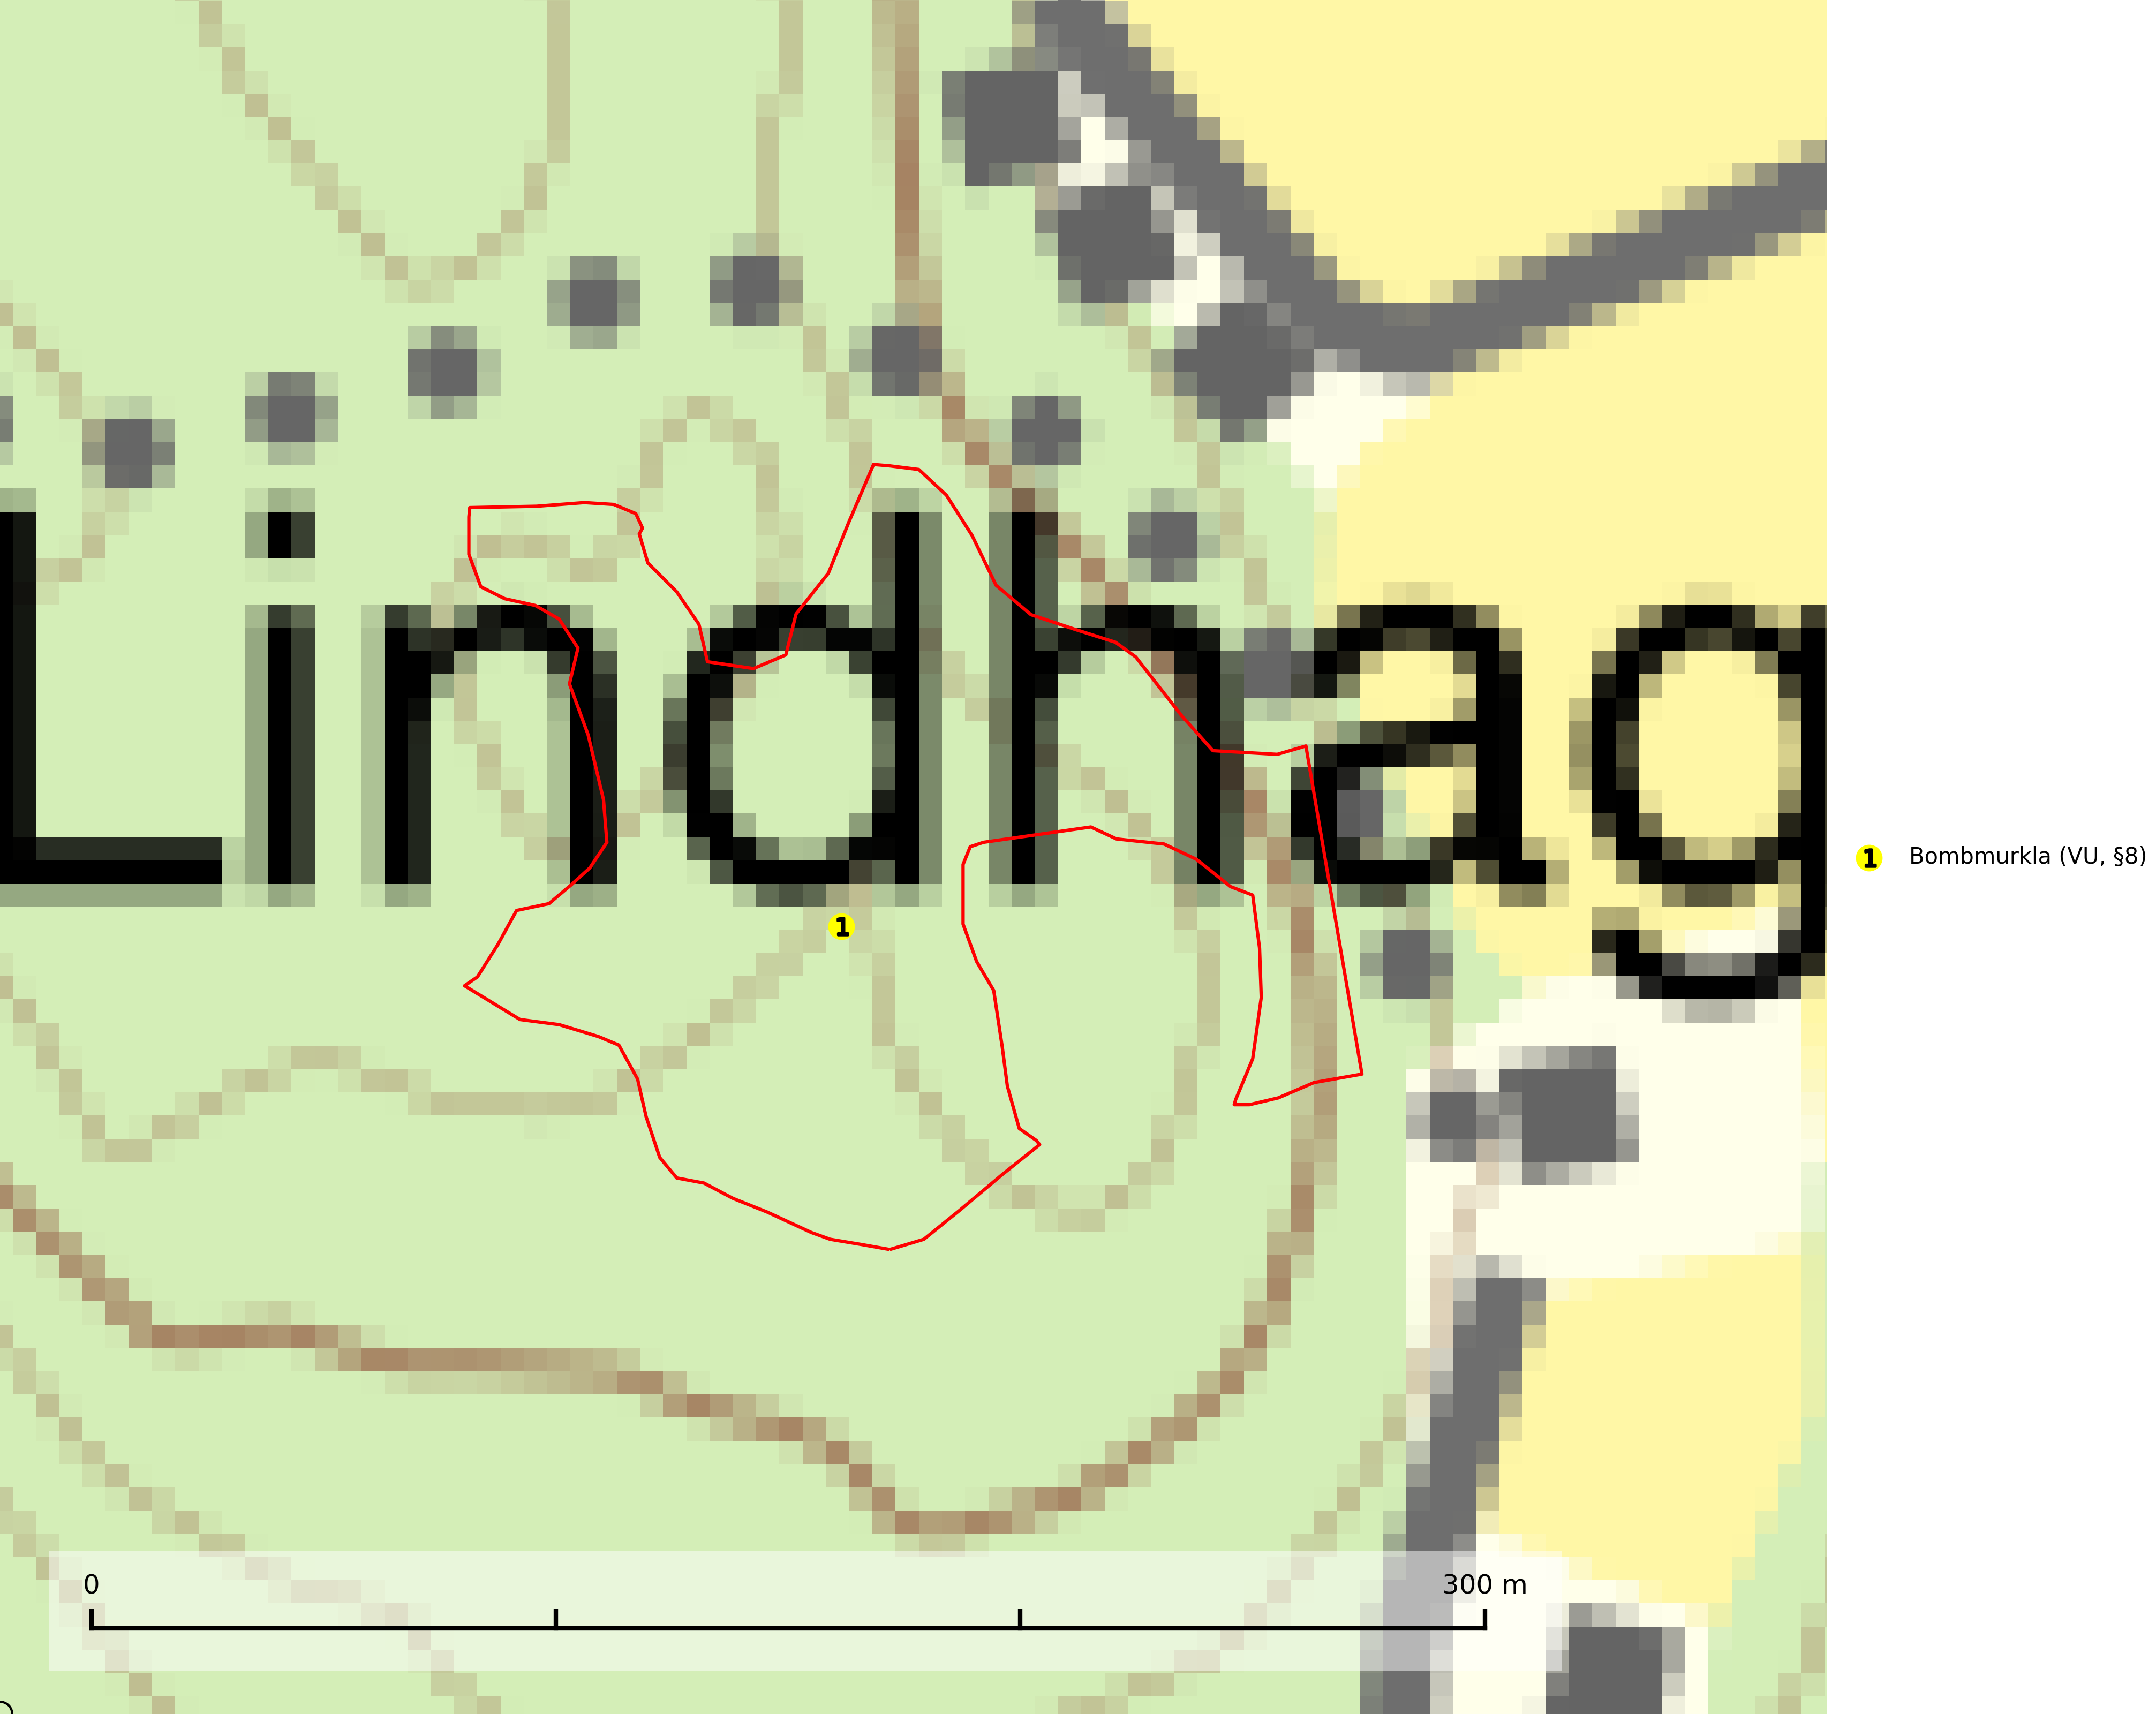 Lindhag
1
1 Bombmurkla (VU, §8)
0 300 m